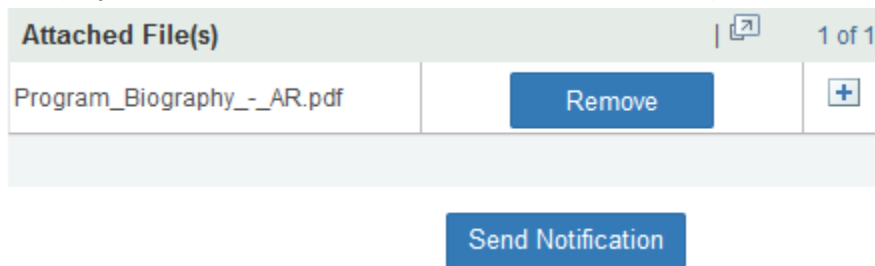 Attached File(s) | 1 of 1
Program_Biography_-_AR.pdf Remove
Send Notification